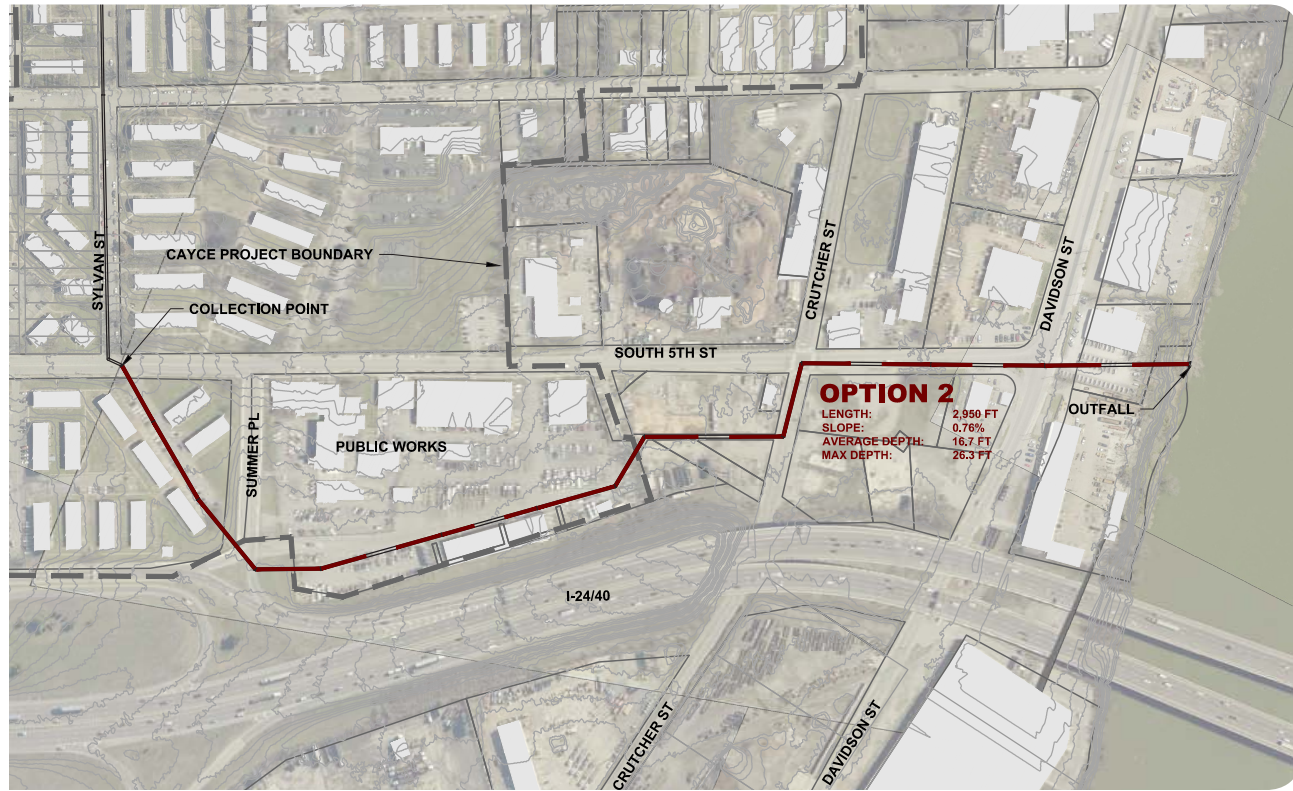 CAYCE PROJECT BOUNDARY
SYLVAN ST
COLLECTION POINT
SOUTH 5TH ST
CRUTCHER ST
DAVIDSON ST
OPTION 2
LENGTH: 2,950 FT
SLOPE: 0.76%
AVERAGE DEPTH: 16.7 FT
MAX DEPTH: 26.3 FT
OUTFALL
SUMMER PL
PUBLIC WORKS
I-24/40
CRUTCHER ST
DAVIDSON ST